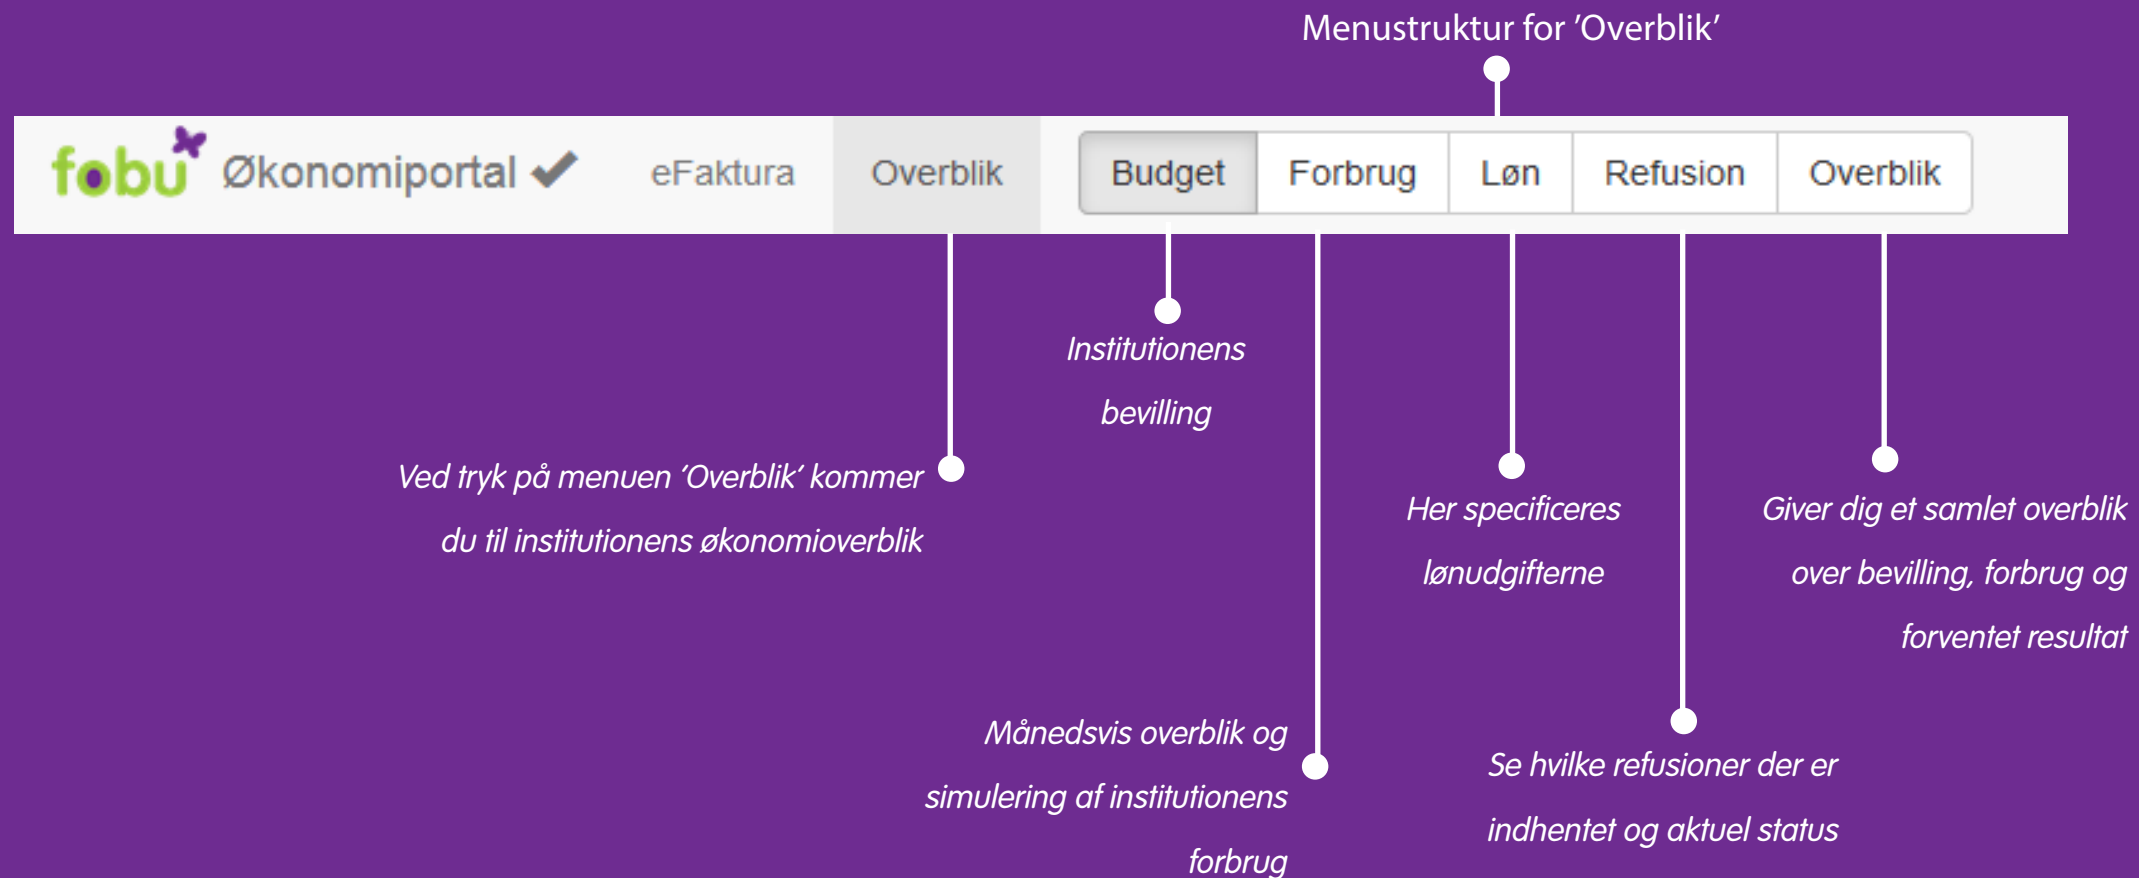 Menustruktur for ’Overblik’
fobu Økonomiportal eFaktura Overblik Budget Forbrug Løn Refusion Overblik
Institutionens
bevilling
Ved tryk på menuen ’Overblik’ kommer
du til institutionens økonomioverblik
Her specificeres
lønudgifterne
Giver dig et samlet overblik
over bevilling, forbrug og
forventet resultat
Månedsvis overblik og
simulering af institutionens
forbrug
Se hvilke refusioner der er
indhentet og aktuel status